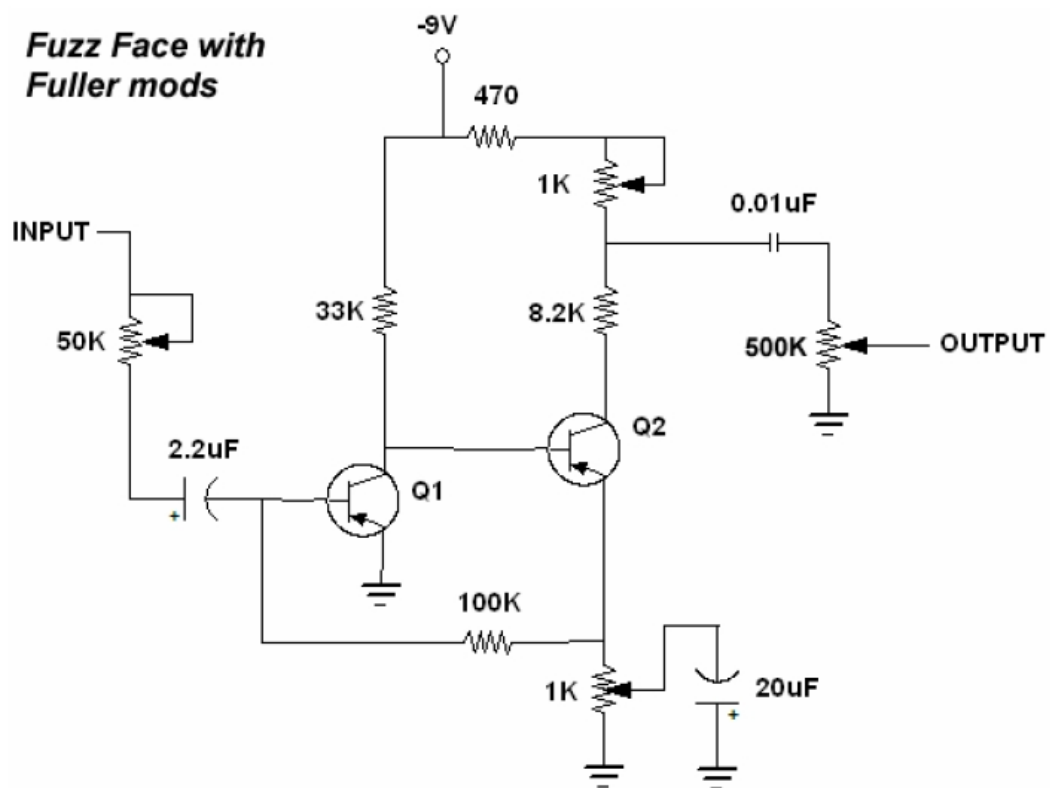 Fuzz Face with
Fuller mods
-9V
470
1K
0.01uF
INPUT
33K
8.2K
50K
500K
OUTPUT
2.2uF
Q2
+
Q1
100K
1K
20uF
+